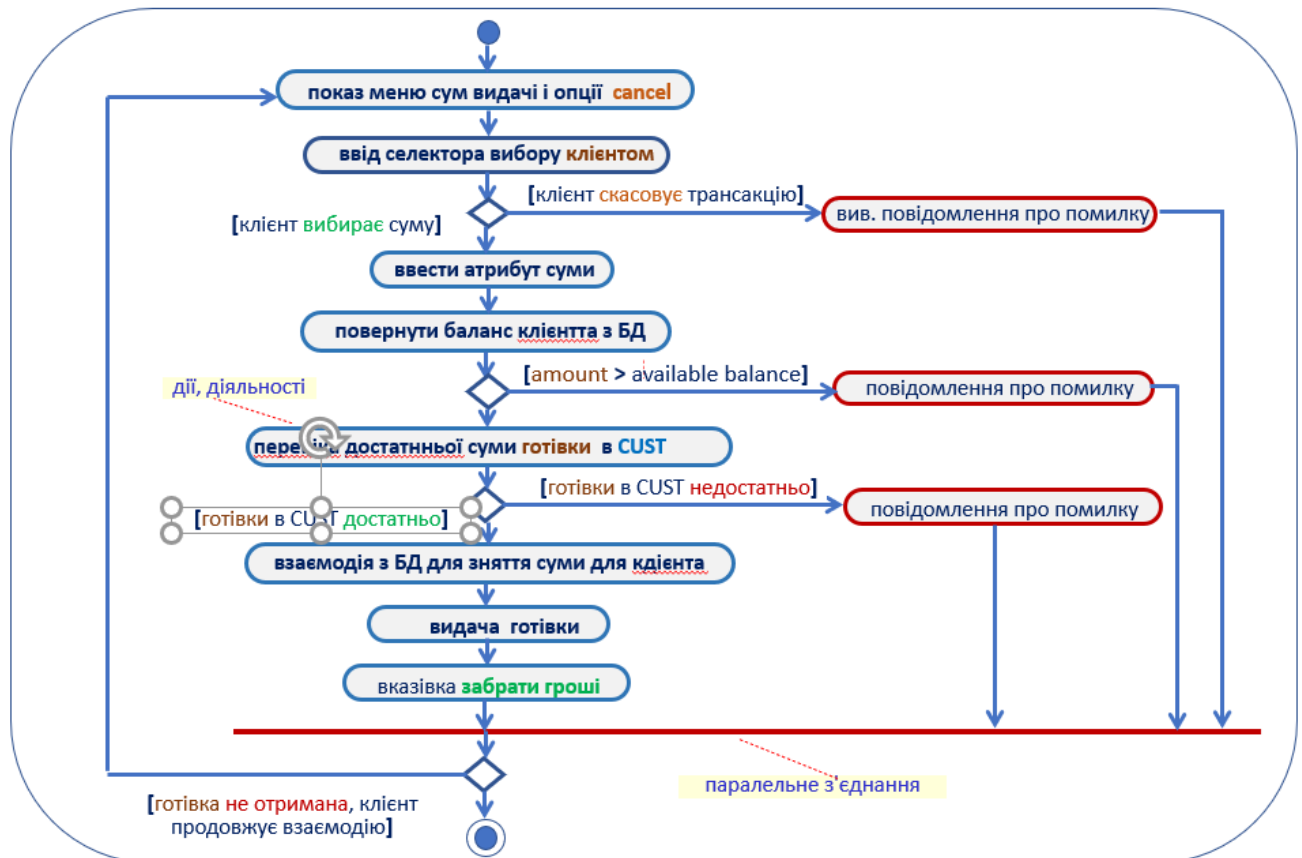 показ меню сум видачі і опції cancel
ввід селектора вибору клієнтом
[клієнт скасовує трансакцію]
вив. повідомлення про помилку
[клієнт вибирає суму]
ввести атрибут суми
повернути баланс клієнтта з БД
[amount > available balance]
повідомлення про помилку
дії, діяльності
достатнньої суми готівки в CUST
[готівки в CUST недостатньо]
повідомлення про помилку
[готівки в CUST достатньо]
взаємодія з БД для зняття суми для кдієнта
видача готівки
вказівка забрати гроші
паралельне з'єднання
[готівка не отримана, клієнт
продовжує взаємодію]